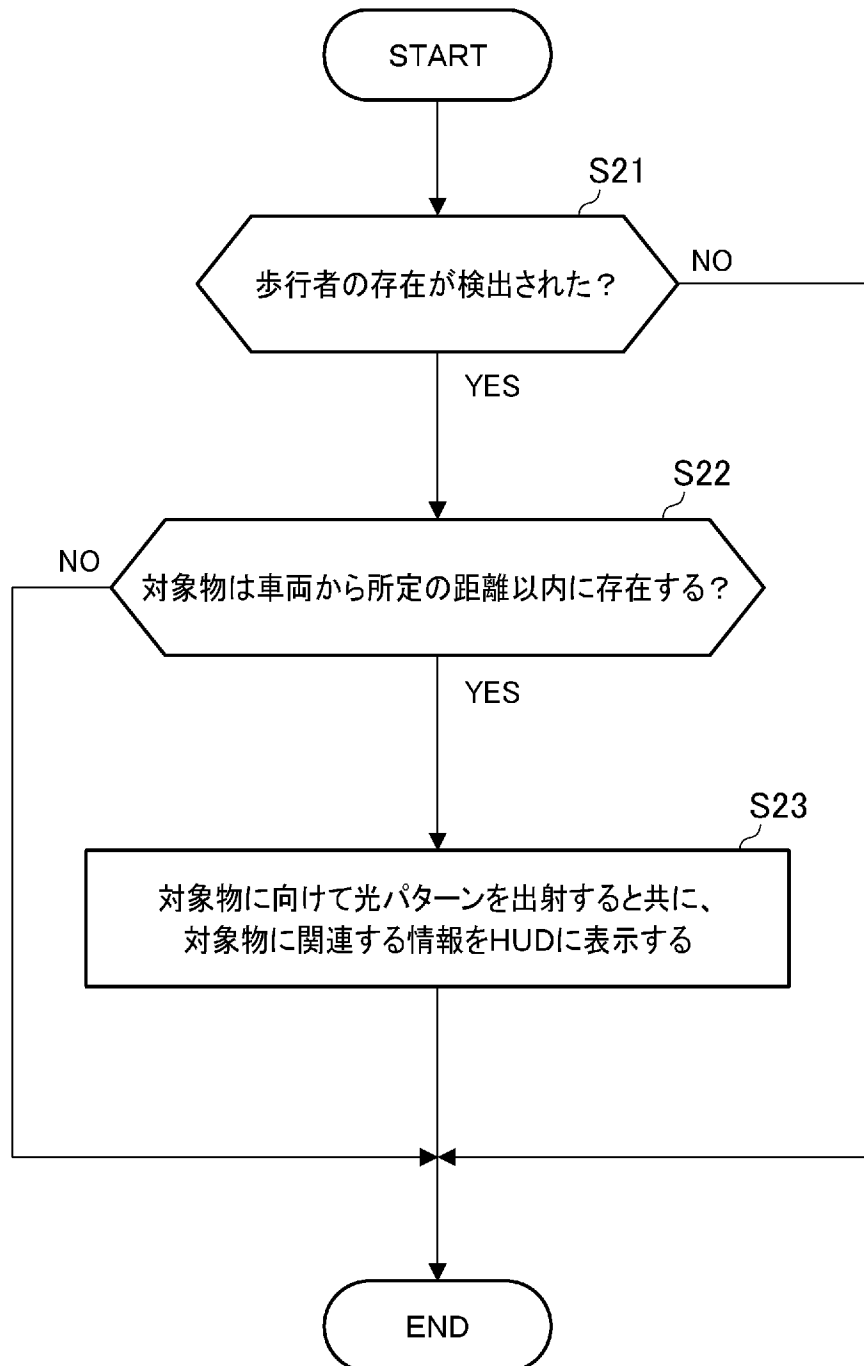 START
S21
歩行者の存在が検出された？
NO
YES
S22
NO
対象物は車両から所定の距離以内に存在する？
YES
S23
対象物に向けて光パターンを出射すると共に、
対象物に関連する情報をHUDに表示する
END